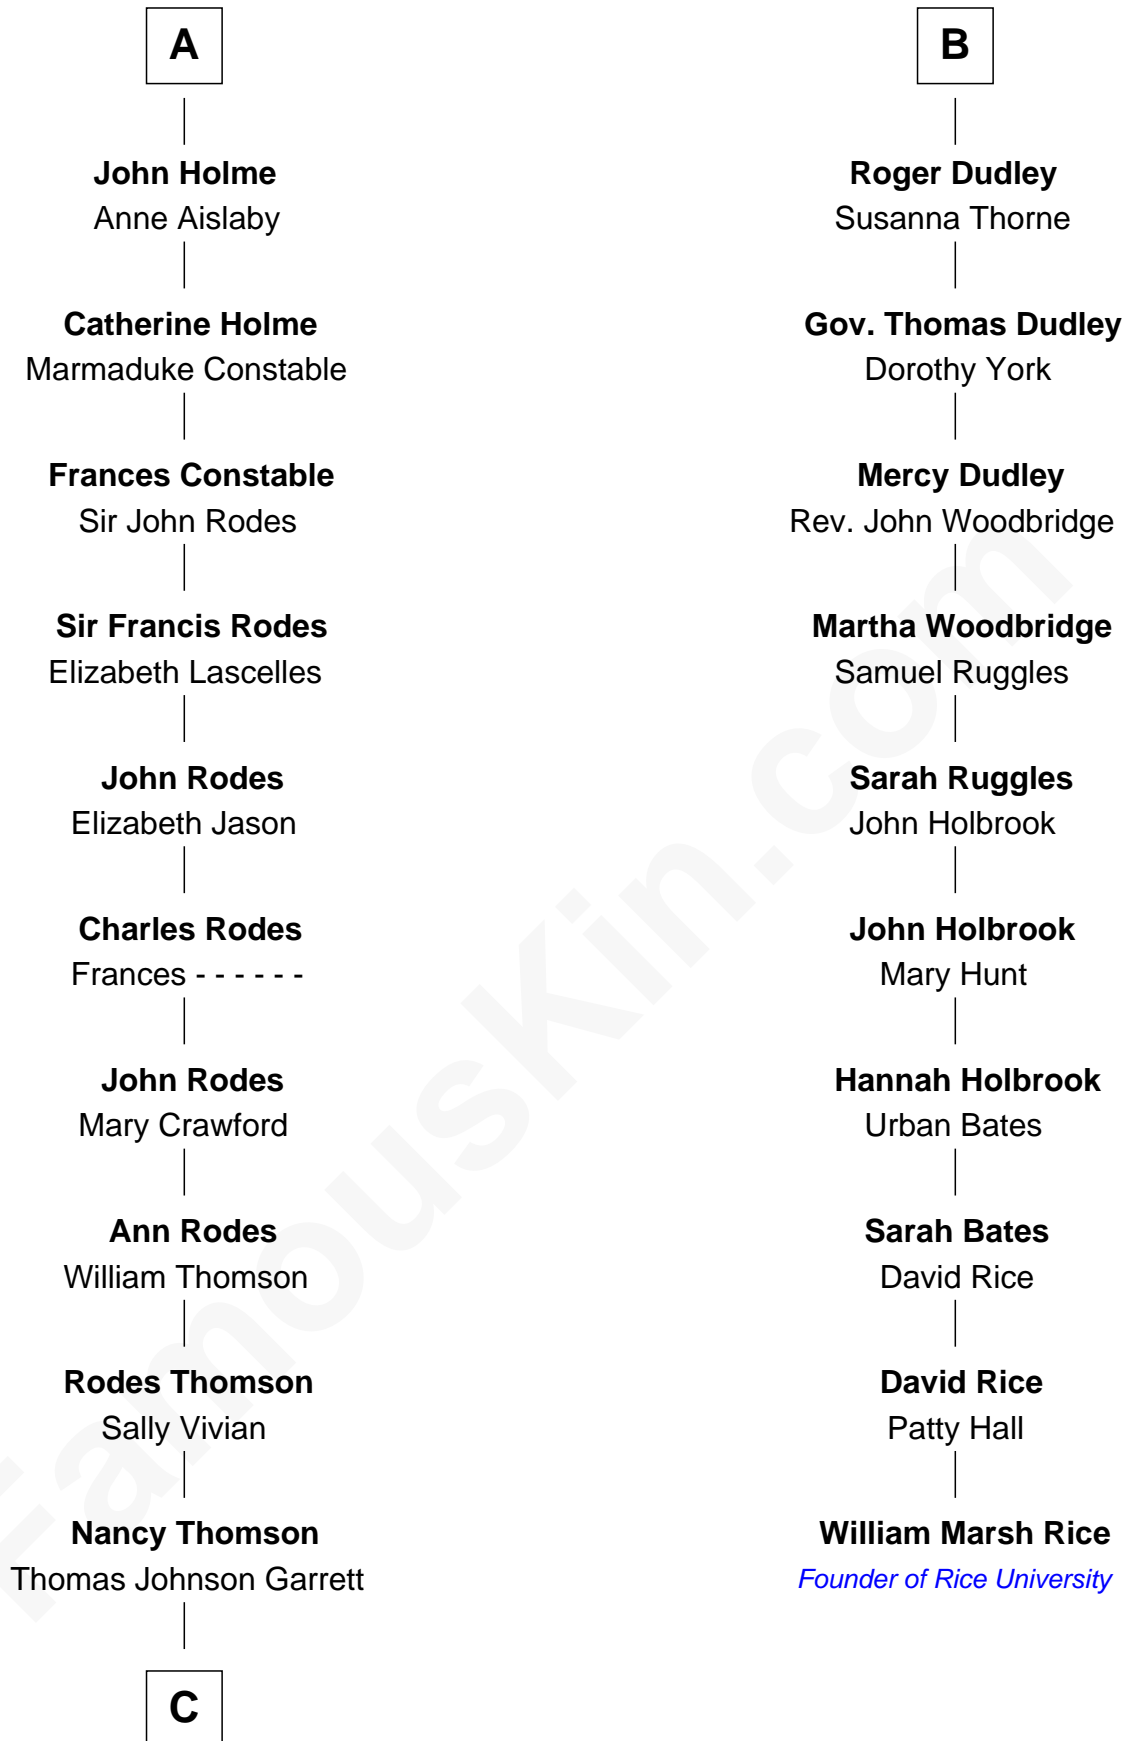 A
John Holme
Anne Aislaby
Catherine Holme
Marmaduke Constable
Frances Constable
Sir John Rodes
Sir Francis Rodes
Elizabeth Lascelles
John Rodes
Elizabeth Jason
Charles Rodes
Frances - - - - - -
John Rodes
Mary Crawford
Ann Rodes
William Thomson
Rodes Thomson
Sally Vivian
Nancy Thomson
Thomas Johnson Garrett
C
B
Roger Dudley
Susanna Thorne
Gov. Thomas Dudley
Dorothy York
Mercy Dudley
Rev. John Woodbridge
Martha Woodbridge
Samuel Ruggles
Sarah Ruggles
John Holbrook
John Holbrook
Mary Hunt
Hannah Holbrook
Urban Bates
Sarah Bates
David Rice
David Rice
Patty Hall
William Marsh Rice
Founder of Rice University
FamousKin.com